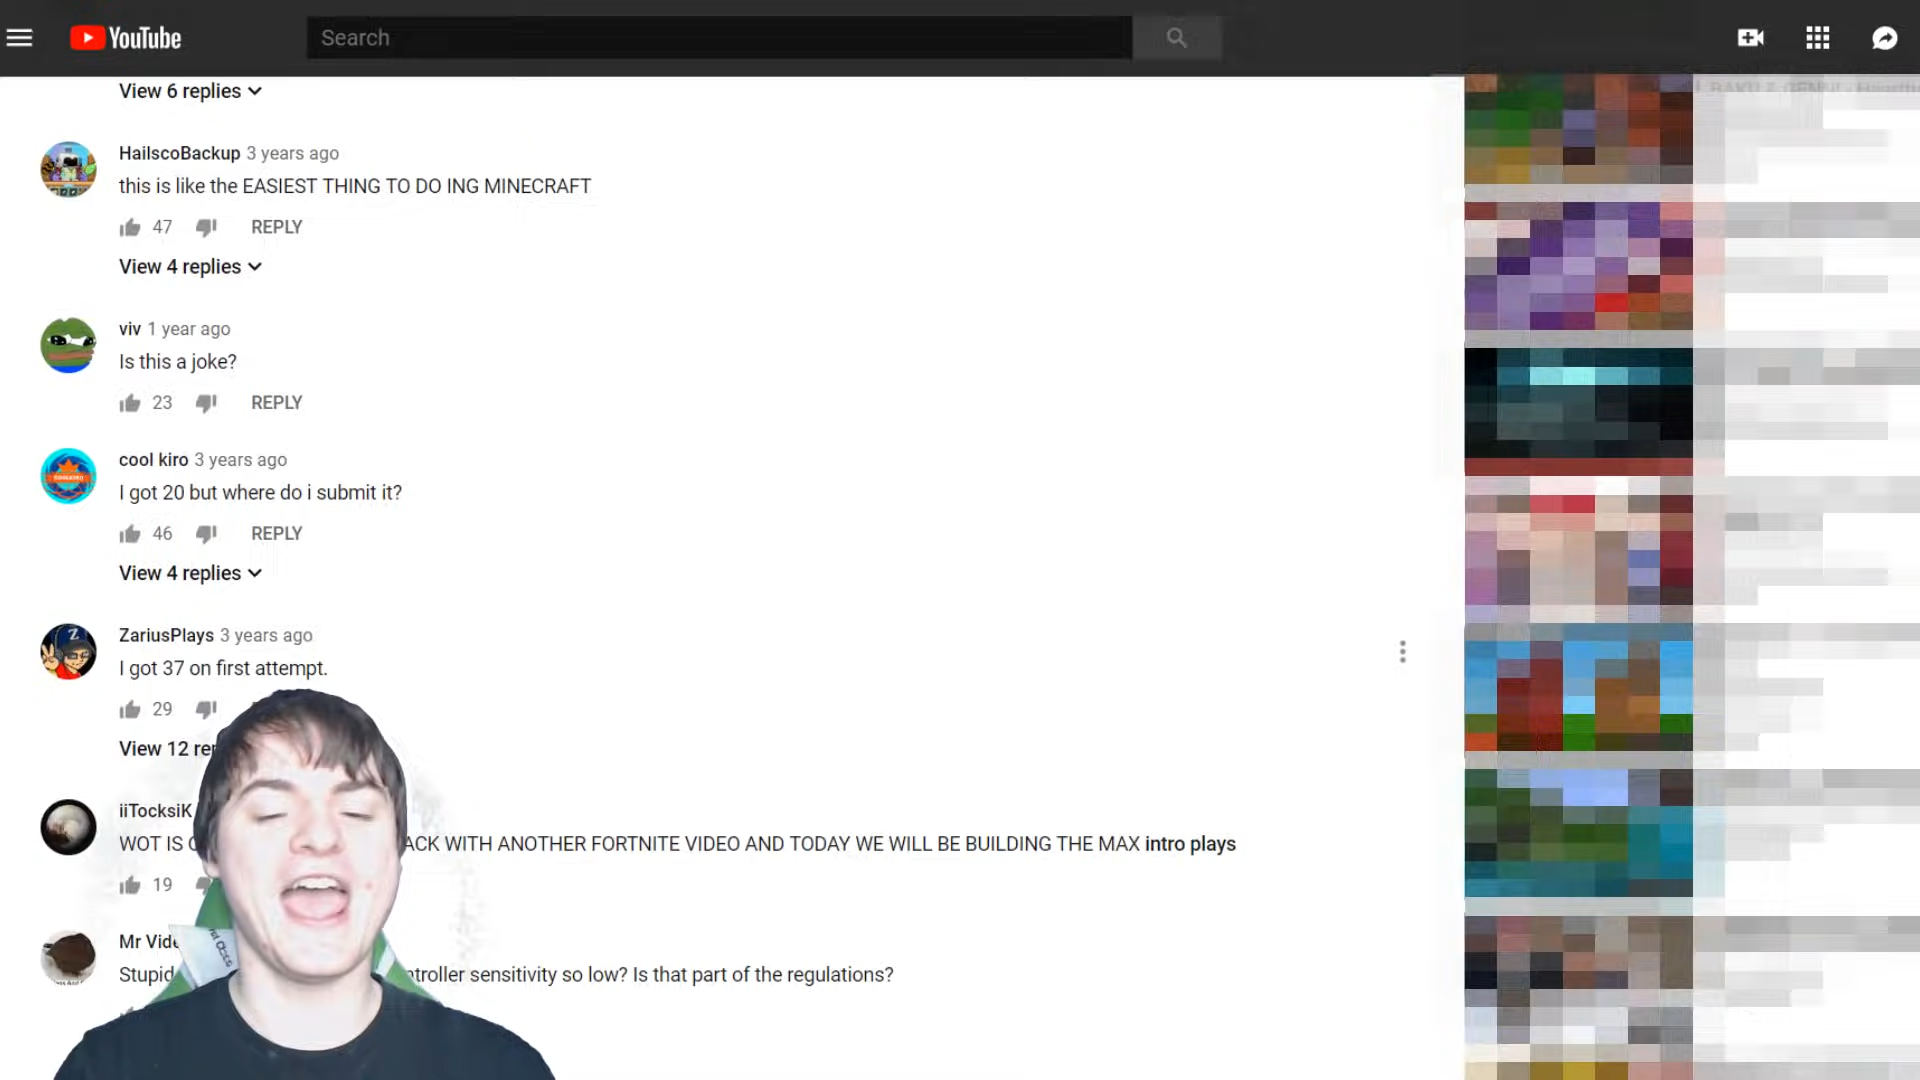 YouTube
Search
View 6 replies
HailscoBackup 3 years ago
this is like the EASIEST THING TO DO ING MINECRAFT
47 REPLY
View 4 replies
viv 1 year ago
Is this a joke?
23 REPLY
cool kiro 3 years ago
I got 20 but where do i submit it?
46 REPLY
View 4 replies
ZariusPlays 3 years ago
I got 37 on first attempt.
29
View 12
iiTocksiK
WOT IS ACK WITH ANOTHER FORTNITE VIDEO AND TODAY WE WILL BE BUILDING THE MAX intro plays
19
Mr
Stupid sensitivity so low? Is that part of the regulations?